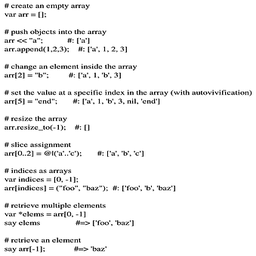 # create an empty array
var arr = [];
# push objects into the array
arr << "a"; #: ['a']
arr.append(1,2,3); #: ['a', 1, 2, 3]
# change an element inside the array
arr[2] = "b"; #: ['a', 1, 'b', 3]
# set the value at a specific index in the array (with autovivification)
arr[5] = "end"; #: ['a', 1, 'b', 3, nil, 'end']
# resize the array
arr.resize_to(-1); #: []
# slice assignment
arr[0..2] = @|('a'..'c'); #: ['a', 'b', 'c']
# indices as arrays
var indices = [0, -1];
arr[indices] = ("foo", "baz"); #: ['foo', 'b', 'baz']
# retrieve multiple elements
var *elems = arr[0, -1]
say elems #=> ['foo', 'baz']
# retrieve an element
say arr[-1]; #=> 'baz'